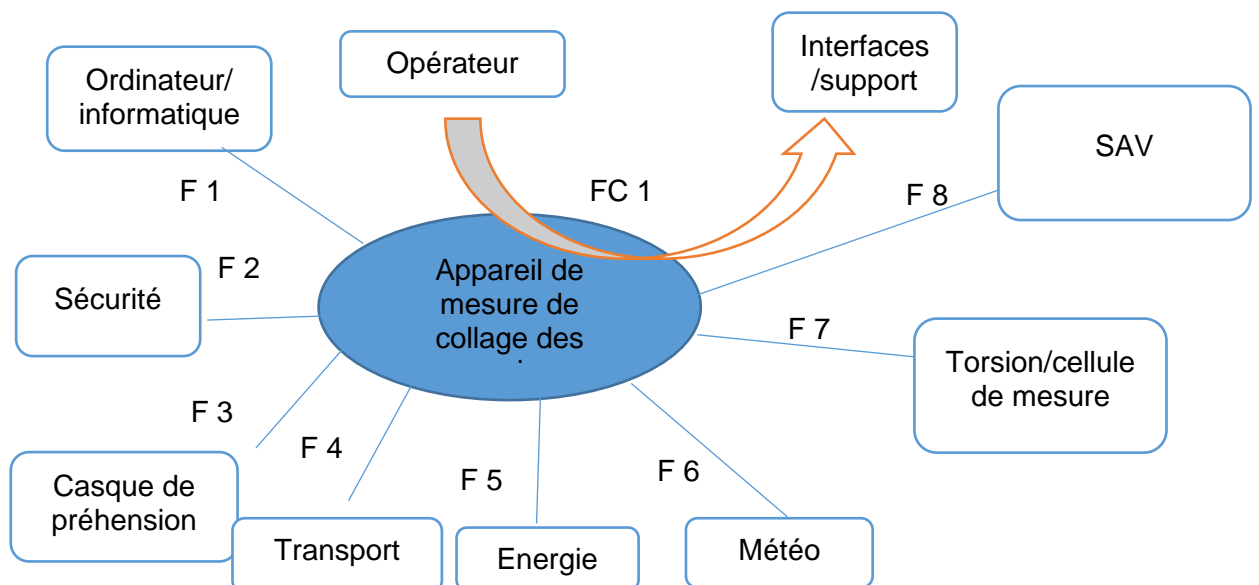 Ordinateur/
informatique
Opérateur
Interfaces
/support
SAV
F 1
FC 1
F 8
F 2
Sécurité
Appareil de
mesure de
collage des
F 7
Torsion/cellule
de mesure
F 3
F 4
F 5
F 6
Casque de
préhension
Transport
Energie
Météo